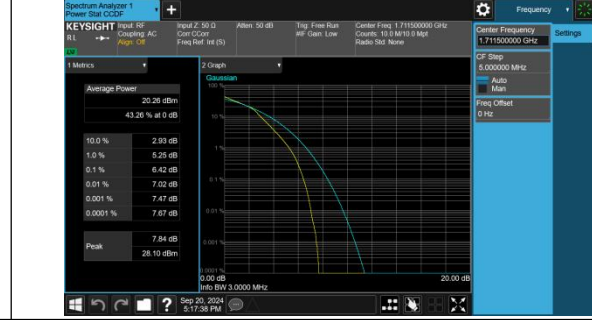 Spectrum Analyzer 1
Power Stat CCDF
+
Frequency
KEYSIGHT
Input: RF
Input Z: 50 Ω
Atten: 50 dB
Trig: Free Run
Center Freq: 1.711500000 GHz
RL
Coupling: AC
Corr CCorr
#IF Gain: Low
Counts: 10.0 M/10.0 Mpt
Align: Off
Freq Ref: Int (S)
Radio Std: None
Center Frequency
1.711500000 GHz
Settings
CF Step
5.000000 MHz
Auto
Man
Freq Offset
0 Hz
1 Metrics
2 Graph
Gaussian
Average Power
20.26 dBm
43.26 % at 0 dB
10.0 % 2.93 dB
1.0 % 5.25 dB
0.1 % 6.42 dB
0.01 % 7.02 dB
0.001 % 7.47 dB
0.0001 % 7.67 dB
Peak
7.84 dB
28.10 dBm
100 %
10 %
1 %
0.1 %
0.01 %
0.001 %
0.0001 %
0.00 dB
20.00 dB
Info BW 3.0000 MHz
?
Sep 20, 2024
5:17:38 PM